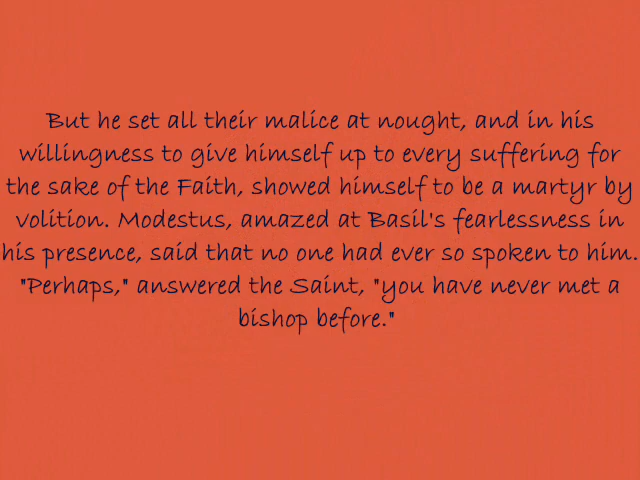 But he set all their malice at nought, and in his
willingness to give himself up to every suffering for
the sake of the Faith, showed himself to be a martyr by
volition. Modestus, amazed at Basil's fearlessness in
his presence, said that no one had ever so spoken to him.
"Perhaps," answered the Saint, "you have never met a
bishop before."